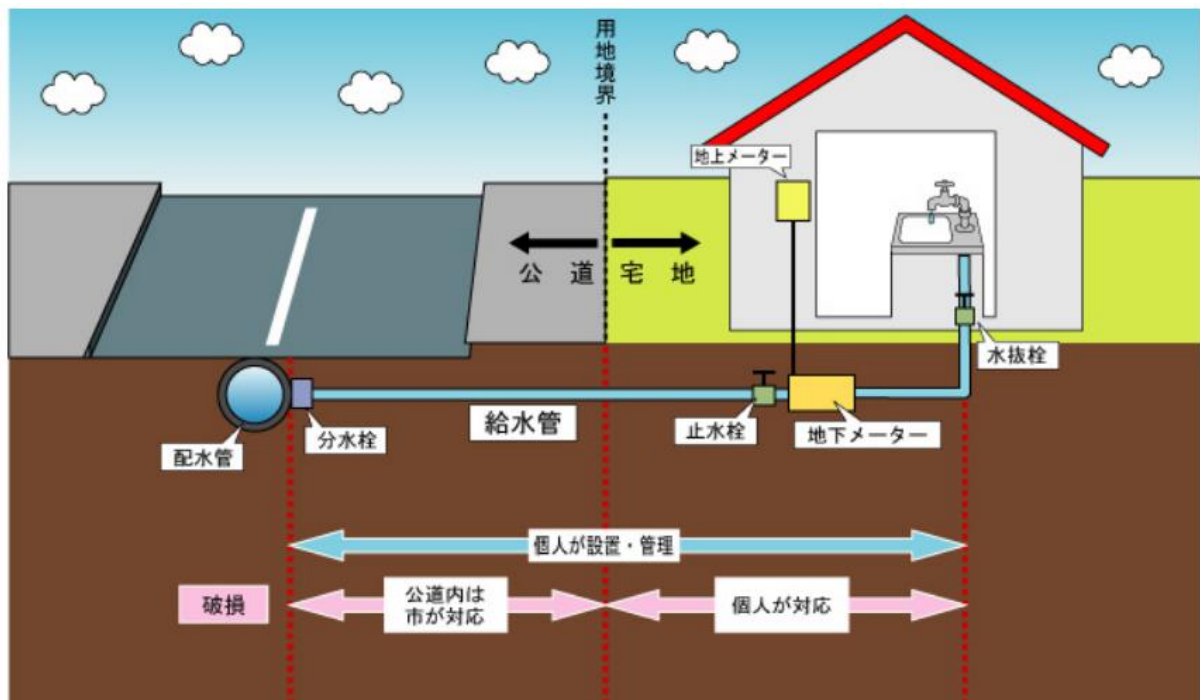 用地境界
地上メーター
公道
宅地
水抜栓
給水管
止水栓
地下メーター
分水栓
配水管
個人が設置・管理
破損
公道内は
市が対応
個人が対応